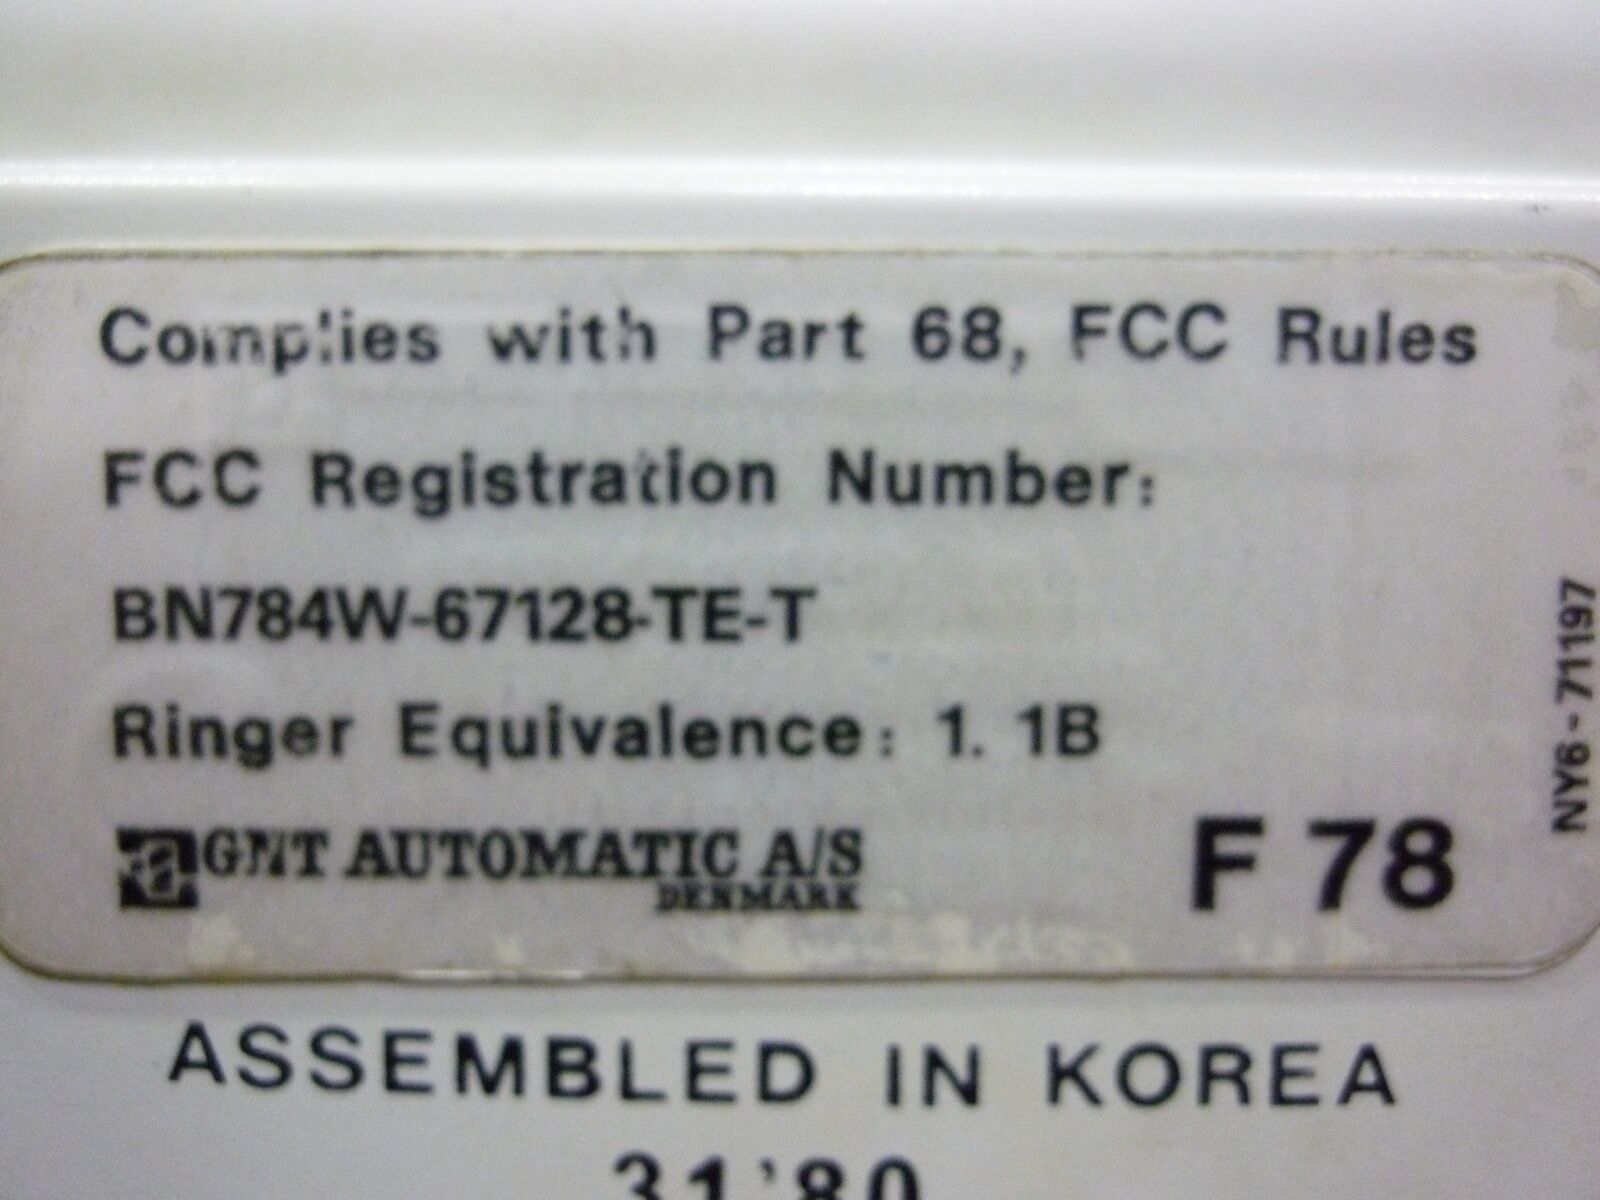 Complies with Part 68, FCC Rules
FCC Registration Number:
BN784W-67128-TE-T
Ringer Equivalence: 1. 1B
GNT AUTOMATIC A/S
DENMARK
F 78
NY6-71197
ASSEMBLED IN KOREA
31'80